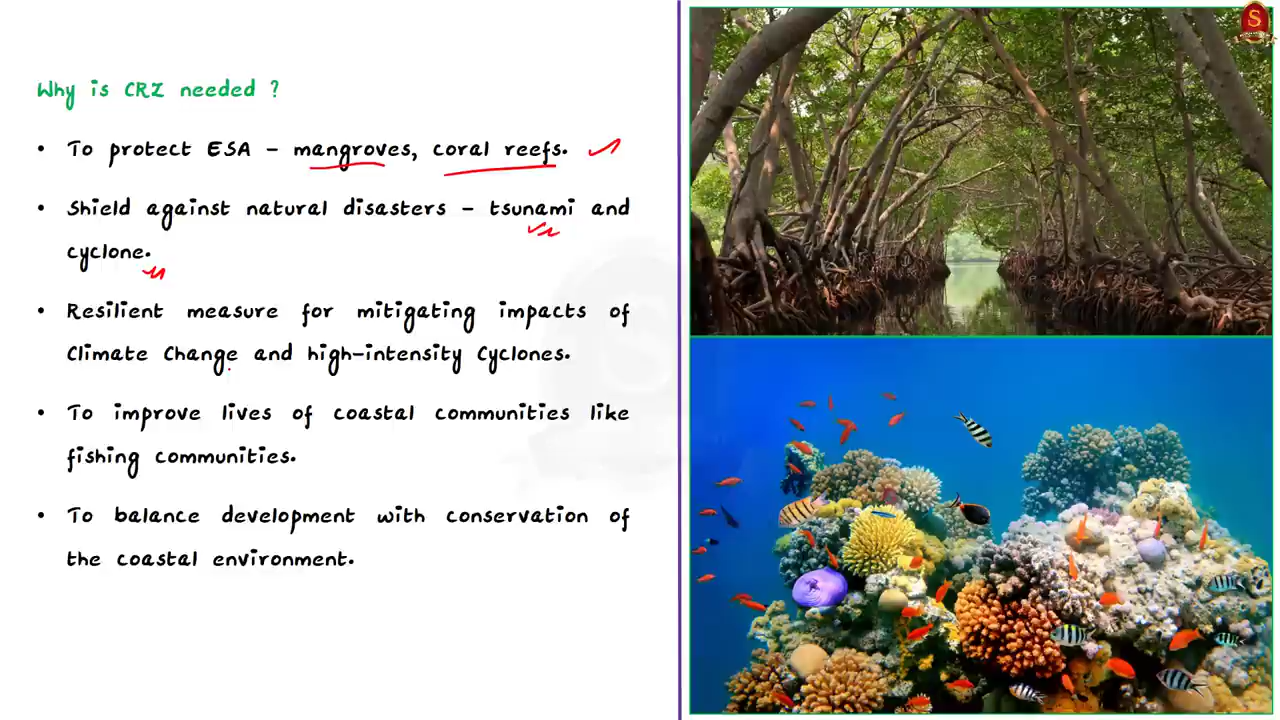 Why is CRZ needed ?
• To protect ESA – mangroves, coral reefs.
• Shield against natural disasters – tsunami and
cyclone.
• Resilient measure for mitigating impacts of
Climate Change and high-intensity Cyclones.
• To improve lives of coastal communities like
fishing communities.
• To balance development with conservation of
the coastal environment.
S
S